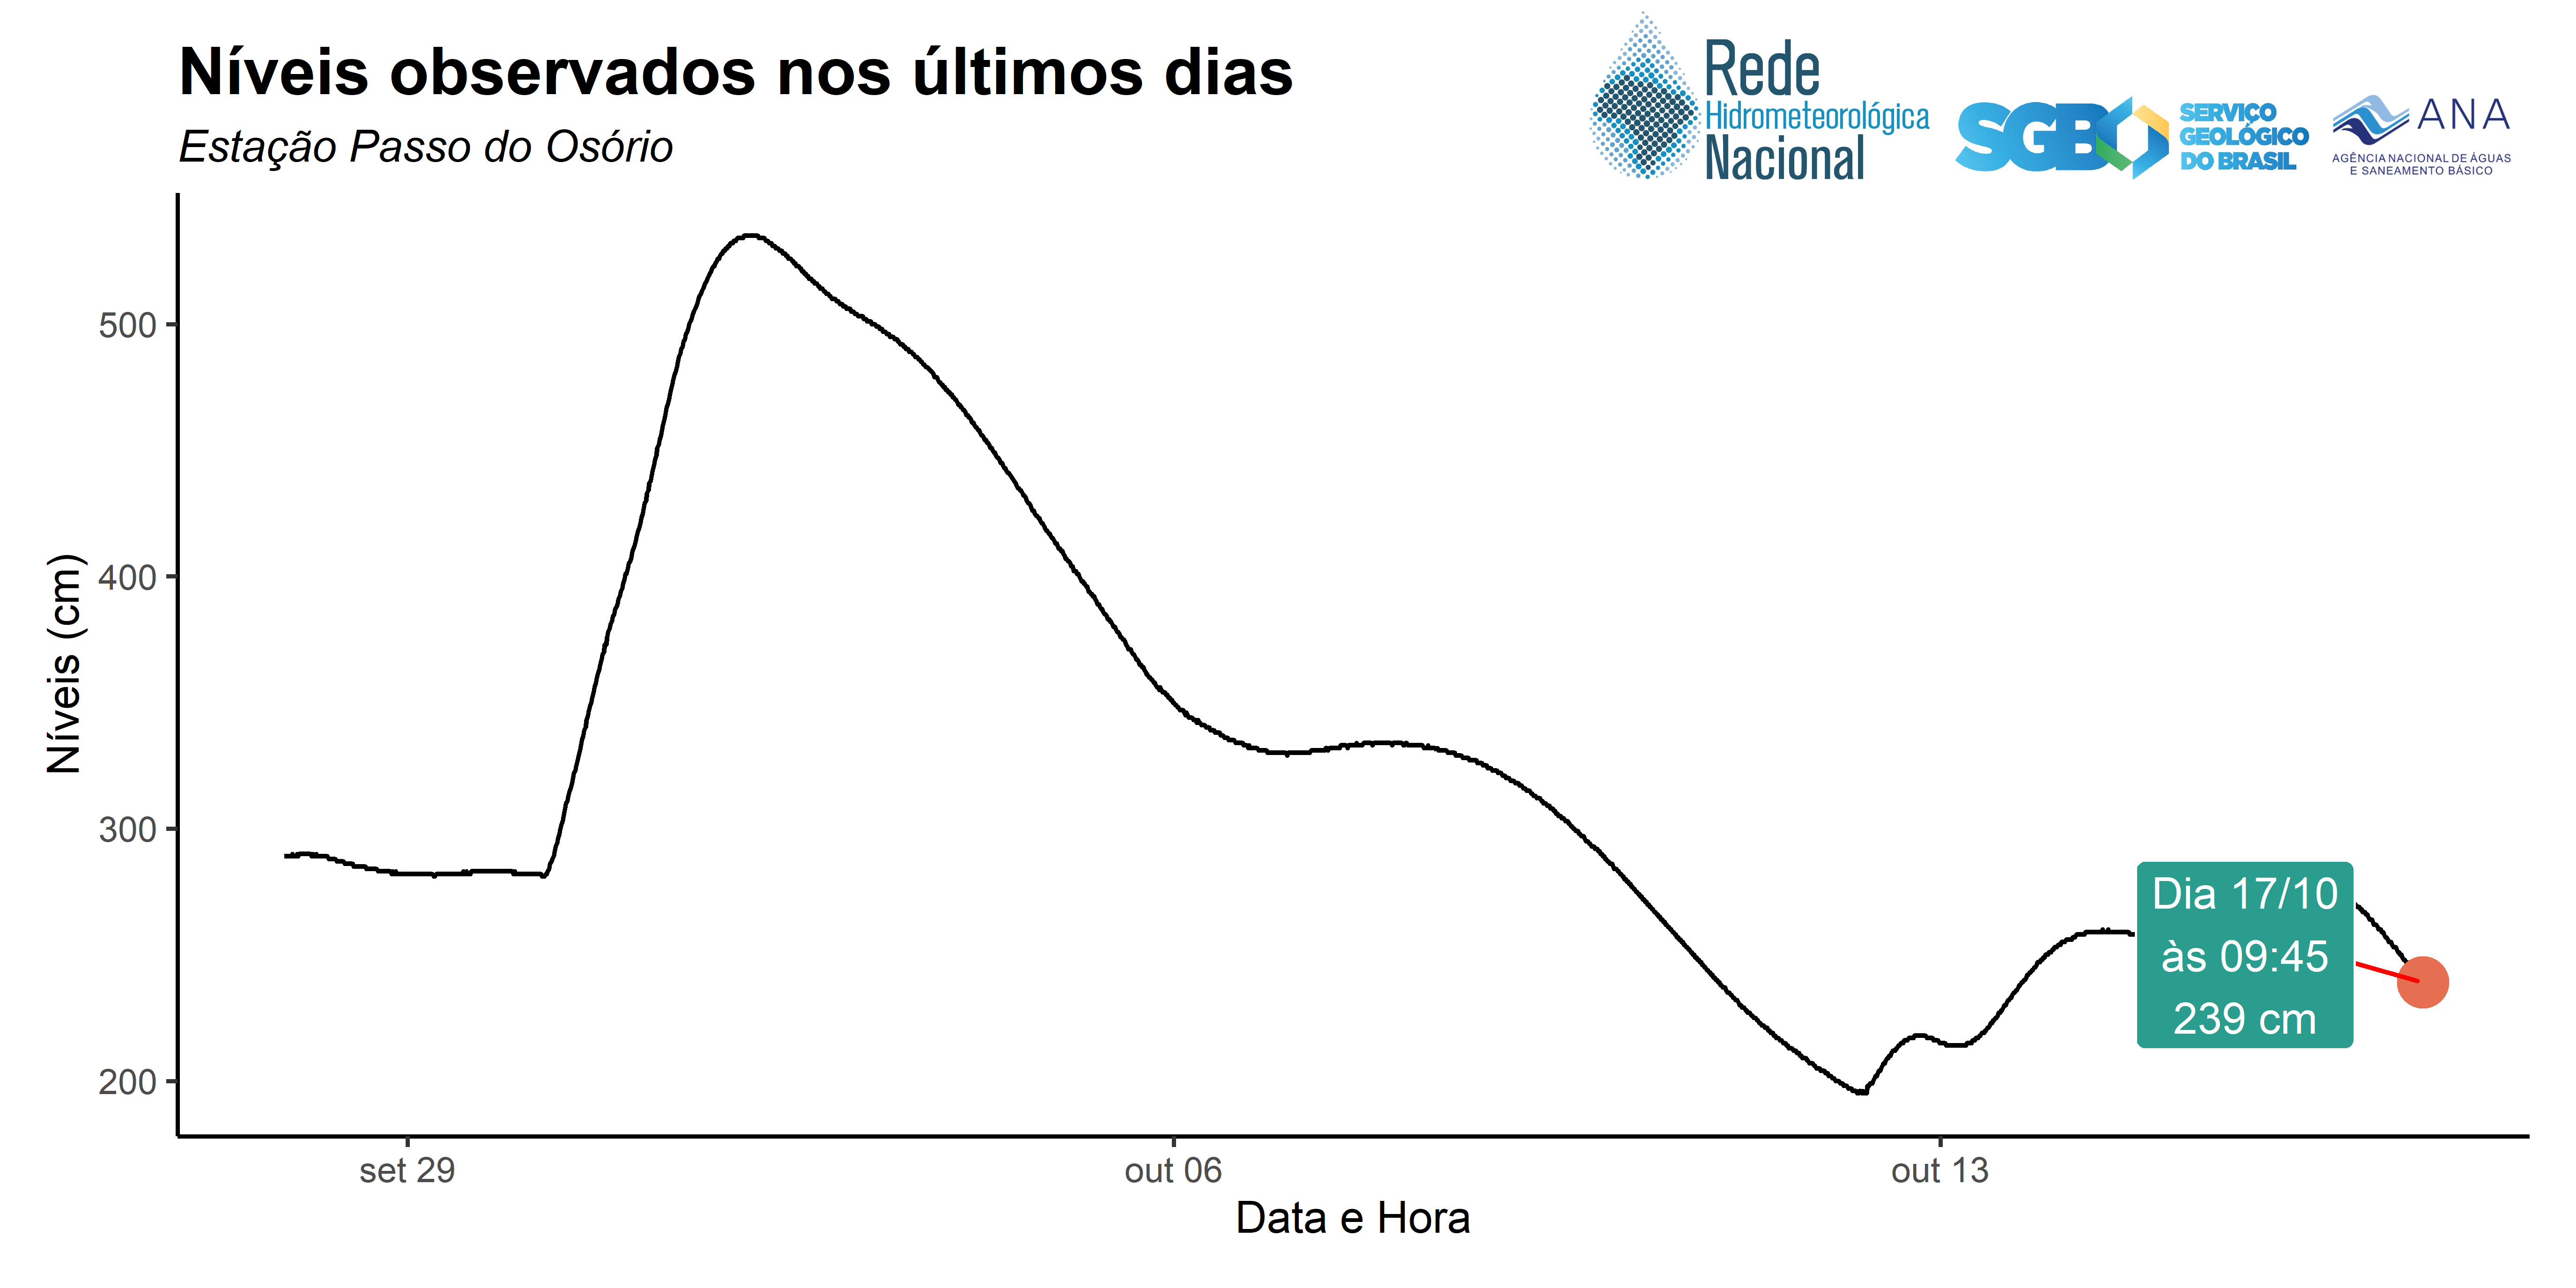 Níveis observados nos últimos dias
Estação Passo do Osório
Rede
Hidrometeorológica
Nacional
SGB
SERVIÇO
GEOLÓGICO
DO BRASIL
ANA
AGÊNCIA NACIONAL DE ÁGUAS
E SANEAMENTO BÁSICO
Níveis (cm)
500
400
300
200
Dia 17/10
às 09:45
239 cm
set 29
out 06
out 13
Data e Hora